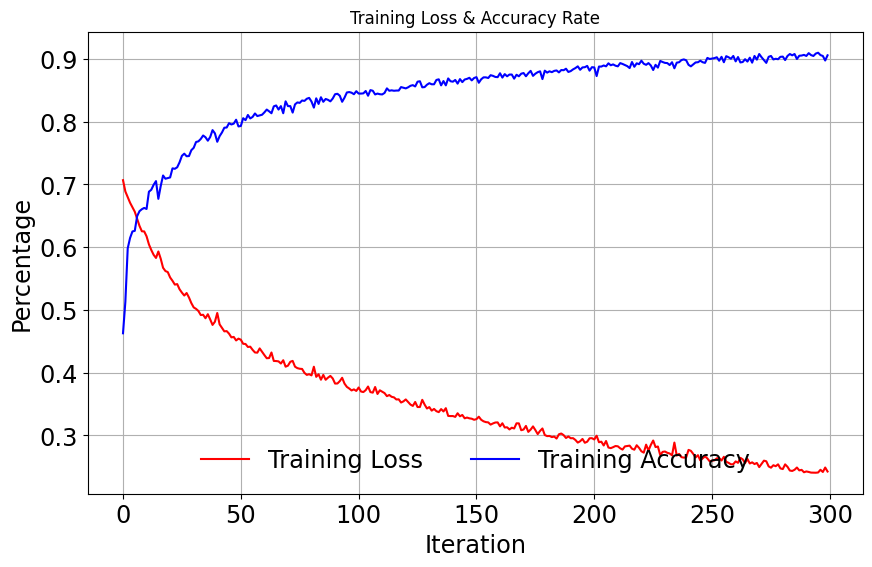 Training Loss & Accuracy Rate
Percentage
0.9
0.8
0.7
0.6
0.5
0.4
0.3
Training Loss
Training Accuracy
0 50 100 150 200 250 300
Iteration